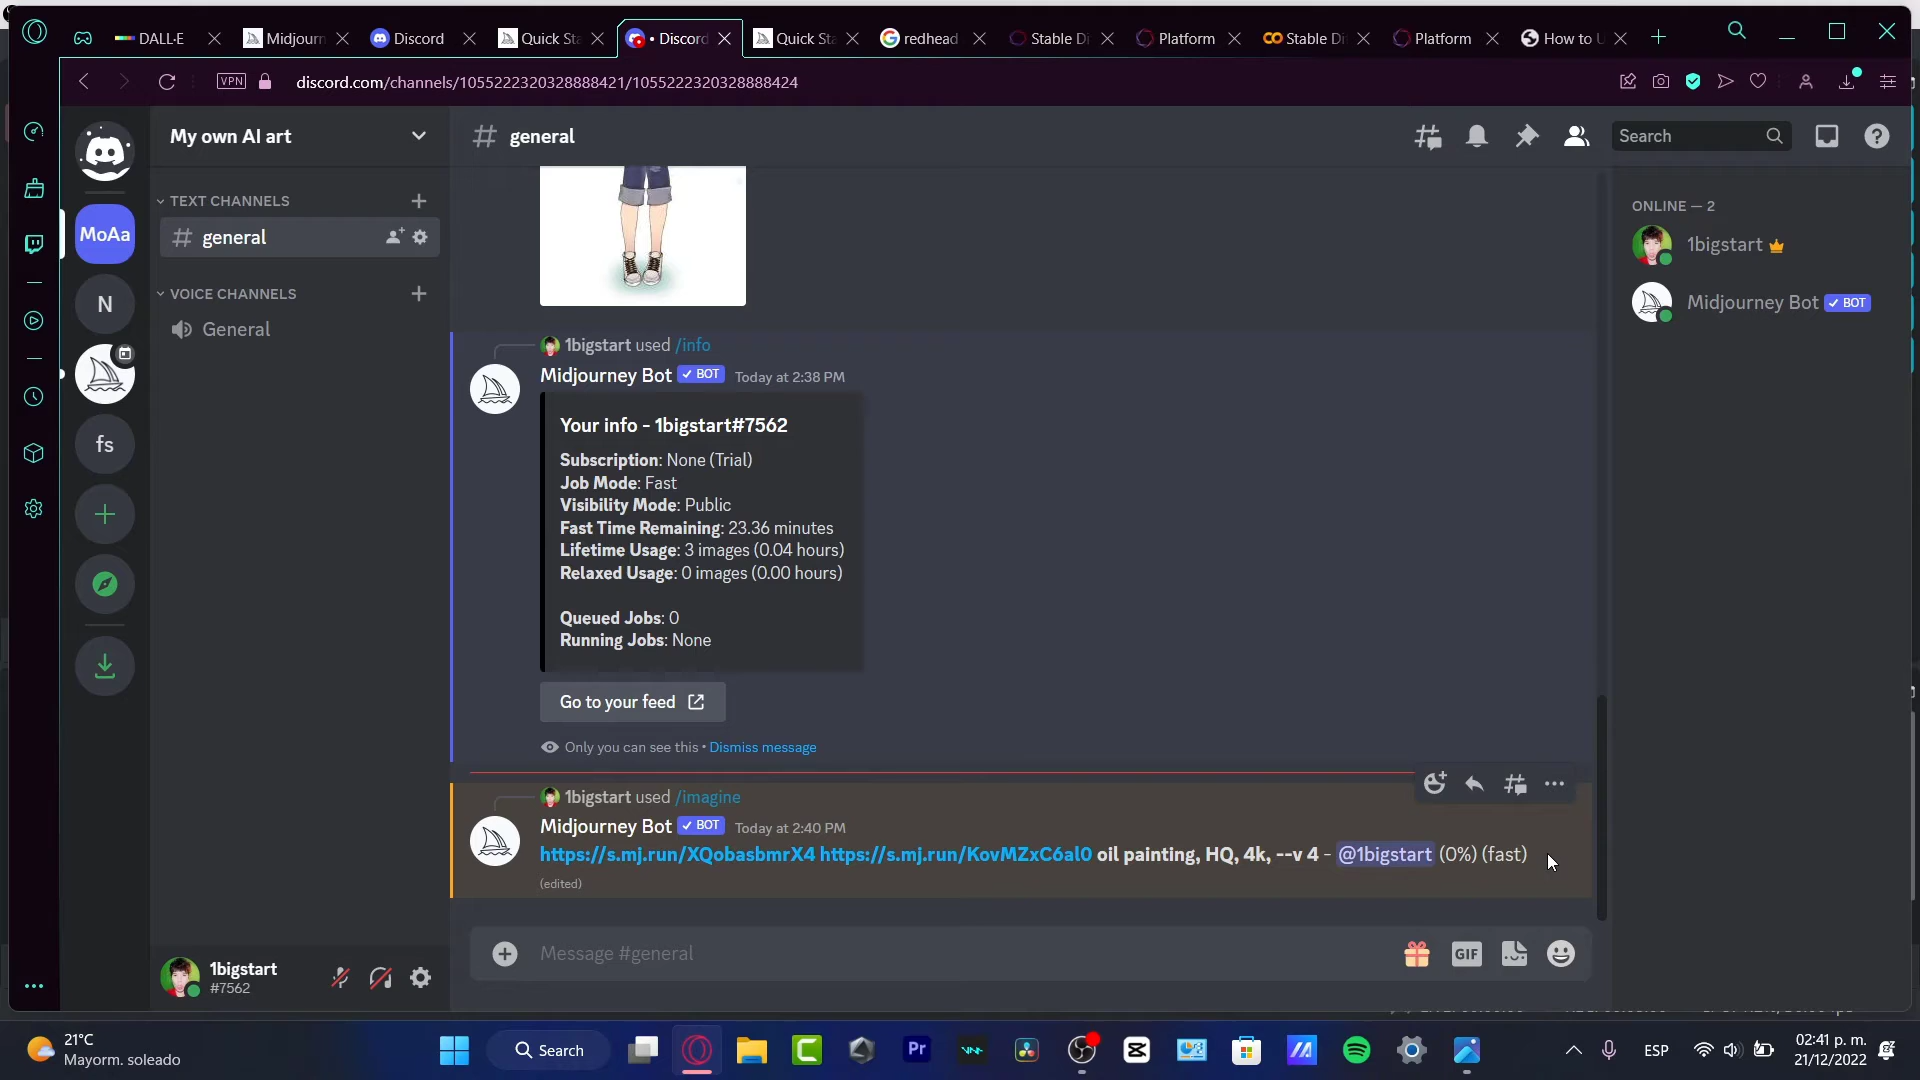 DALL·E
Midjourn
Discord
Quick Sta
• Discord
Quick Sta
redhead
Stable Di
Platform
Stable Di
Platform
How to U
VPN
discord.com/channels/1055222320328888421/1055222320328888424
My own AI art
# general
Search
TEXT CHANNELS
ONLINE — 2
MoAa
# general
1bigstart
VOICE CHANNELS
N
Midjourney Bot ✓ BOT
General
1bigstart used /info
Midjourney Bot ✓ BOT Today at 2:38 PM
Your info - 1bigstart#7562
fs
Subscription: None (Trial)
Job Mode: Fast
Visibility Mode: Public
Fast Time Remaining: 23.36 minutes
Lifetime Usage: 3 images (0.04 hours)
Relaxed Usage: 0 images (0.00 hours)
Queued Jobs: 0
Running Jobs: None
Go to your feed
Only you can see this • Dismiss message
1bigstart used /imagine
Midjourney Bot ✓ BOT Today at 2:40 PM
https://s.mj.run/XQobasbmrX4 https://s.mj.run/KovMZxC6al0 oil painting, HQ, 4k, --v 4 - @1bigstart (0%) (fast)
(edited)
Message #general
GIF
1bigstart
#7562
21°C
Mayorm. soleado
Search
Pr
ESP
02:41 p. m.
21/12/2022